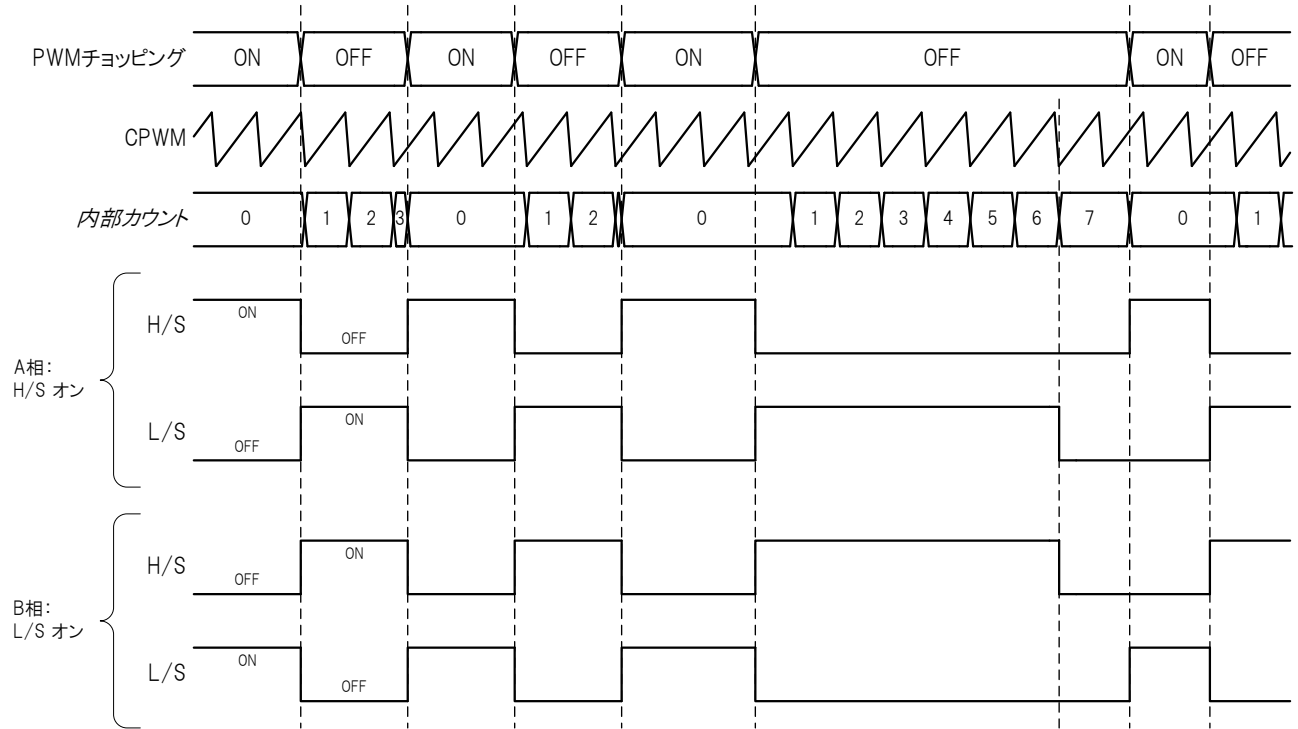 PWMチョッピング ON OFF ON OFF ON OFF ON OFF
CPWM
内部カウント 0 1 2 3 0 1 2 0 1 2 3 4 5 6 7 0 1
A相:
H/S オン
H/S ON OFF
L/S OFF ON
B相:
L/S オン
H/S OFF ON
L/S ON OFF